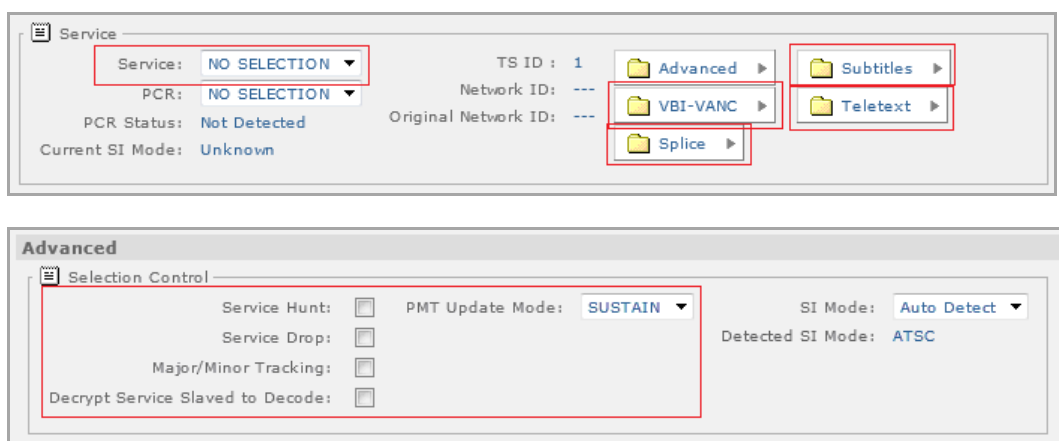 Service
Service: NO SELECTION TS ID : 1 Advanced Subtitles
PCR: NO SELECTION Network ID: --- VBI-VANC Teletext
PCR Status: Not Detected Original Network ID: --- Splice
Current SI Mode: Unknown
Advanced
Selection Control
Service Hunt: PMT Update Mode: SUSTAIN SI Mode: Auto Detect
Service Drop: Detected SI Mode: ATSC
Major/Minor Tracking:
Decrypt Service Slaved to Decode: